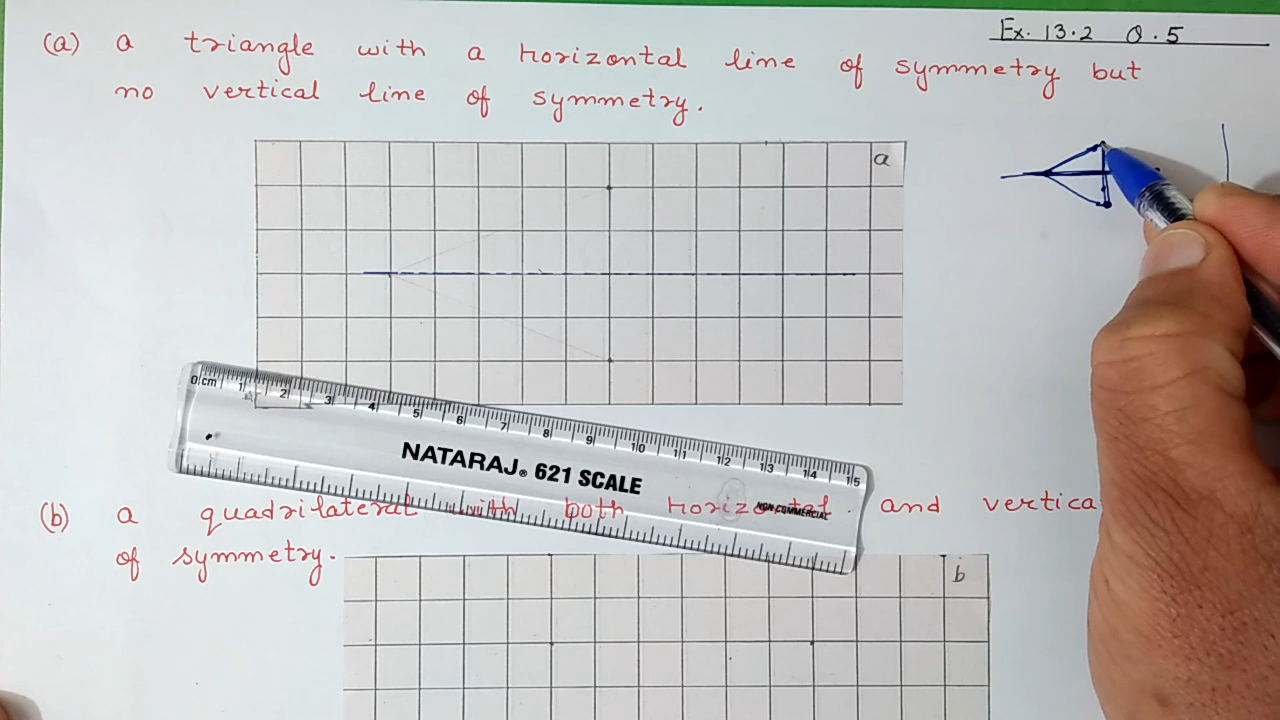 Ex. 13.2 Q.5
(a) a triangle with a horizontal line of symmetry but
no vertical line of symmetry.
a
0 cm 1 2 3 4 5 6 7 8 9 10 11 12 13 14 15
NATARAJ® 621 SCALE
NON-COMMERCIAL
(b) a quadrilateral with both horizontal and vertica
of symmetry.
b